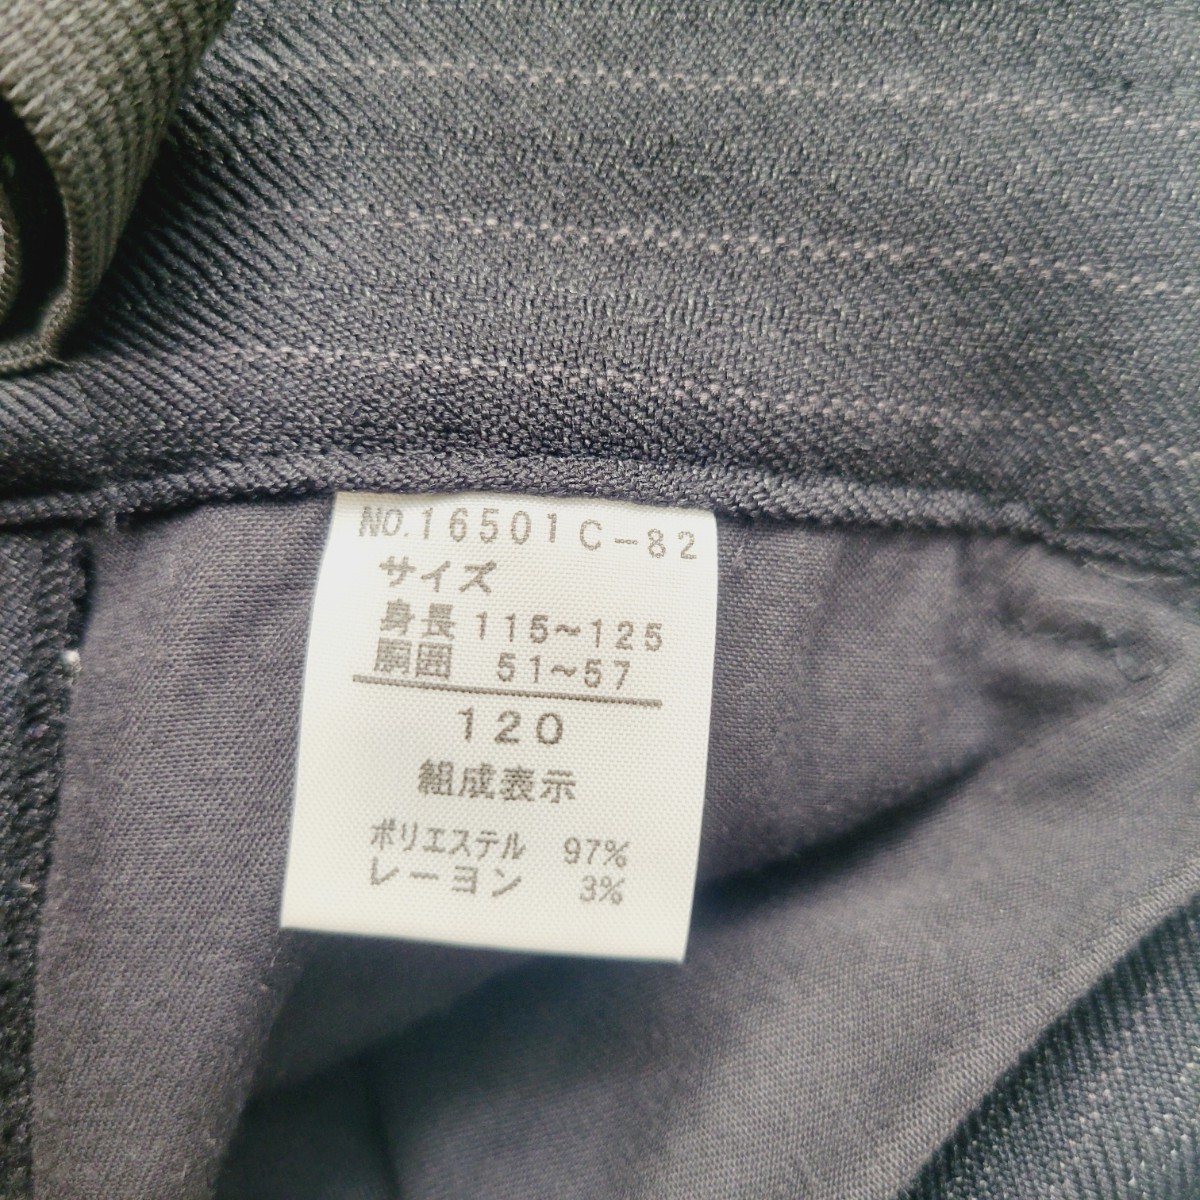 NO.16501C-82
サイズ
身長 115~125
胴囲 51~57
120
組成表示
ポリエステル 97%
レーヨン 3%